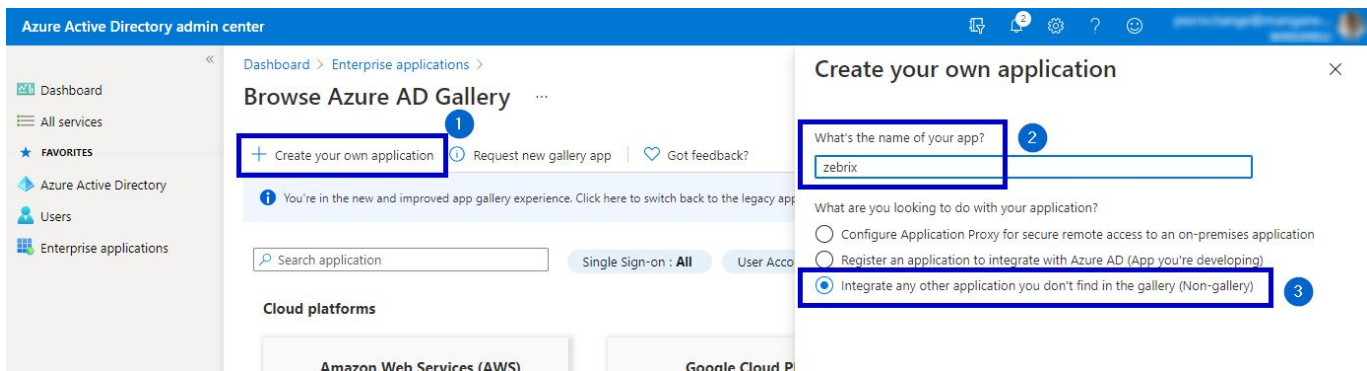 Azure Active Directory admin center
2
Dashboard
All services
FAVORITES
Azure Active Directory
Users
Enterprise applications
Dashboard > Enterprise applications >
Browse Azure AD Gallery ...
1
+ Create your own application
Request new gallery app
Got feedback?
You're in the new and improved app gallery experience. Click here to switch back to the legacy app
Search application
Single Sign-on : All
User Acco
Cloud platforms
Amazon Web Services (AWS)
Google Cloud Pl
Create your own application
What's the name of your app?
2
zebrix
What are you looking to do with your application?
Configure Application Proxy for secure remote access to an on-premises application
Register an application to integrate with Azure AD (App you're developing)
Integrate any other application you don't find in the gallery (Non-gallery)
3